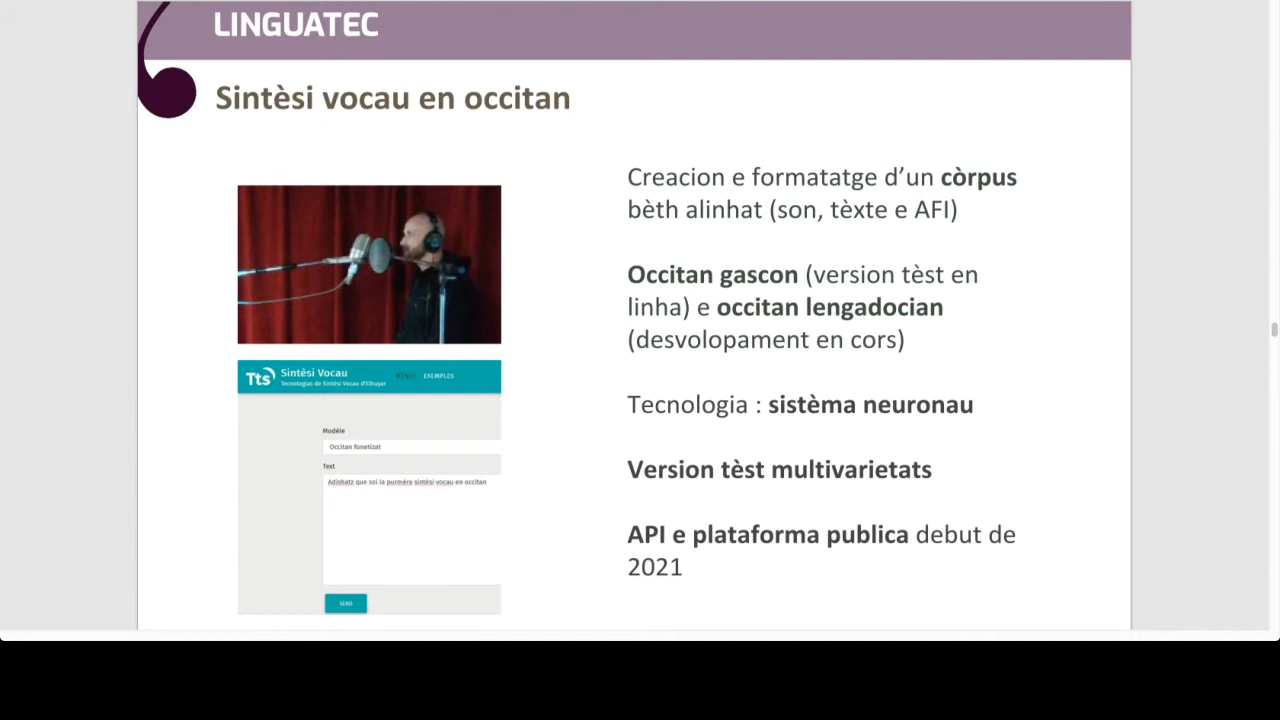 LINGUATEC
Sintèsi vocau en occitan
Creacion e formatatge d’un còrpus
bèth alinhat (son, tèxte e AFI)
Occitan gascon (version tèst en
linha) e occitan lengadocian
(desvolopament en cors)
Tecnologia : sistèma neuronau
Version tèst multivarietats
API e plataforma publica debut de
2021
Tts
Sintèsi Vocau
Tecnologias de Sintèsi Vocau d'Elhuyar
EXEMPLES
Modèle
Occitan fonetizat
Text
Adishatz que soi la purmèra sintèsi vocau en occitan
SEND